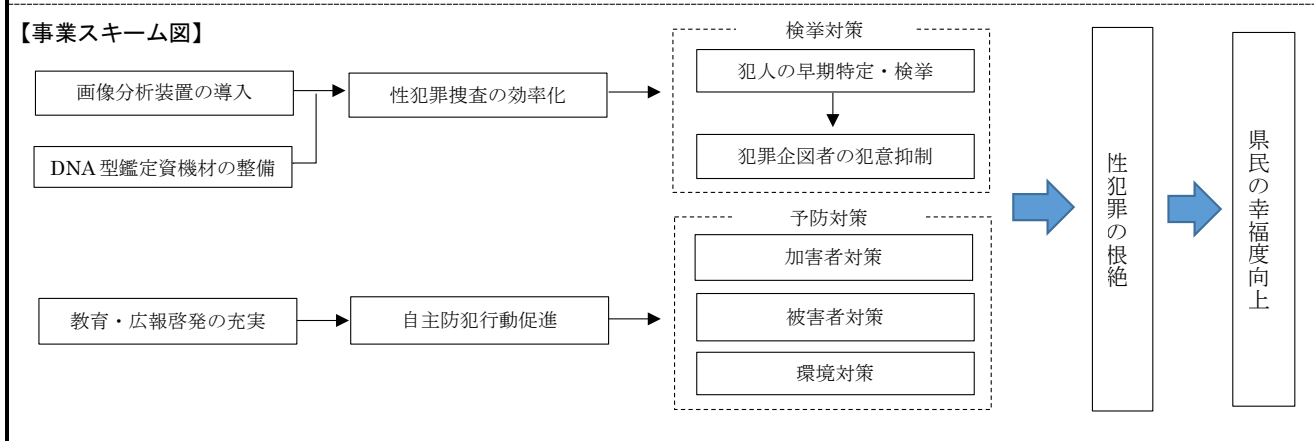 【事業スキーム図】
画像分析装置の導入
DNA型鑑定資機材の整備
性犯罪捜査の効率化
検挙対策
犯人の早期特定・検挙
犯罪企図者の犯意抑制
教育・広報啓発の充実
自主防犯行動促進
予防対策
加害者対策
被害者対策
環境対策
性犯罪の根絶
県民の幸福度向上